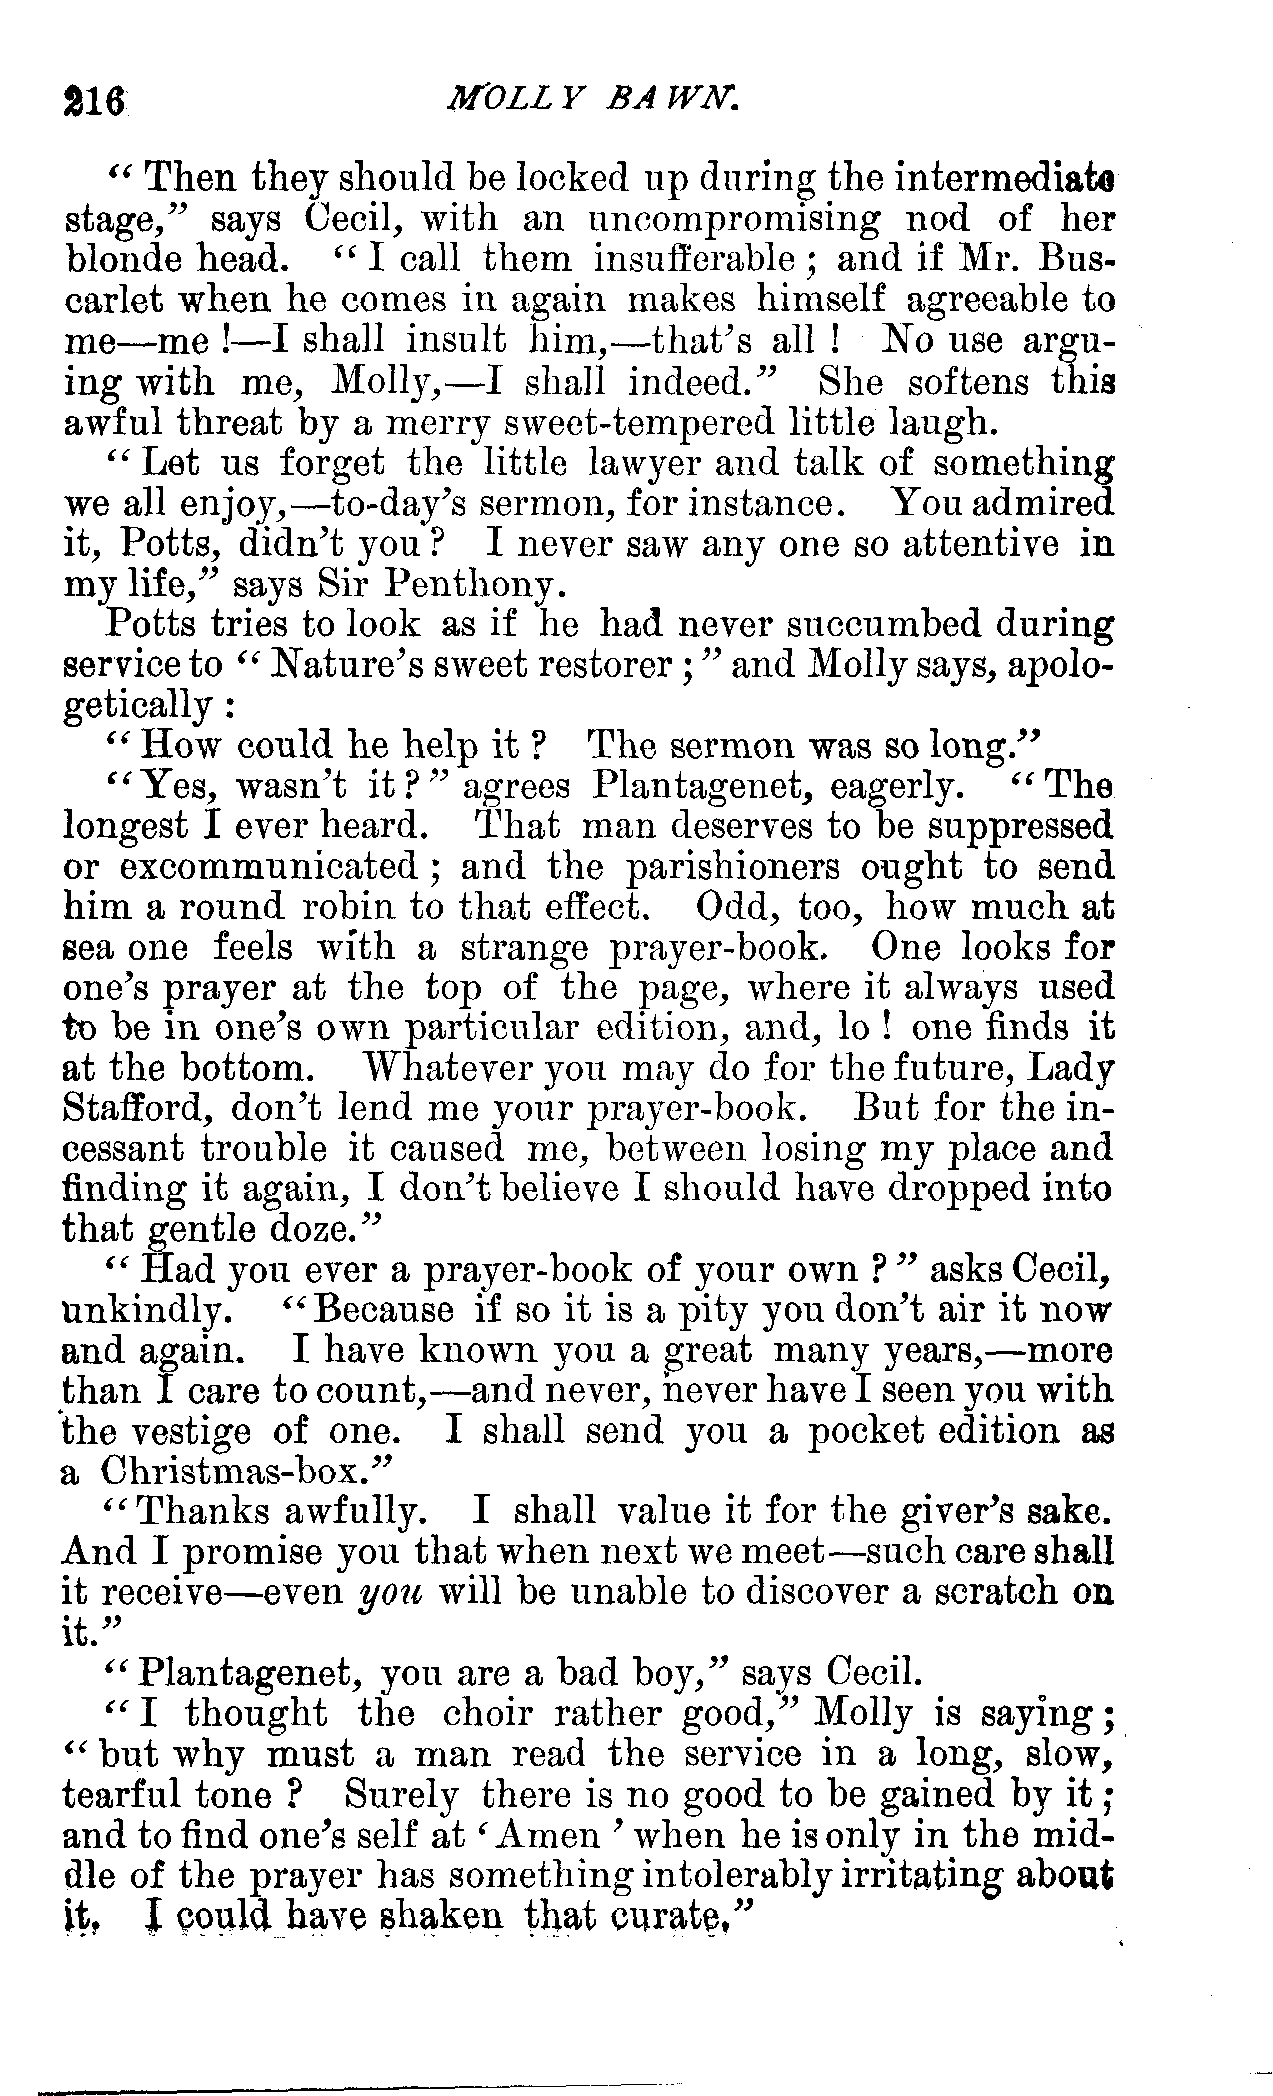 216 MOLLY BAWN.
“Then they should be locked up during the intermediate
stage,” says Cecil, with an uncompromising nod of her
blonde head. “I call them insufferable; and if Mr. Bus-
carlet when he comes in again makes himself agreeable to
me—me!—I shall insult him,—that’s all! No use argu-
ing with me, Molly,—I shall indeed.” She softens this
awful threat by a merry sweet-tempered little laugh.
“Let us forget the little lawyer and talk of something
we all enjoy,—to-day’s sermon, for instance. You admired
it, Potts, didn’t you? I never saw any one so attentive in
my life,” says Sir Penthony.
Potts tries to look as if he had never succumbed during
service to “Nature’s sweet restorer;” and Molly says, apolo-
getically:
“How could he help it? The sermon was so long.”
“Yes, wasn’t it?” agrees Plantagenet, eagerly. “The
longest I ever heard. That man deserves to be suppressed
or excommunicated; and the parishioners ought to send
him a round robin to that effect. Odd, too, how much at
sea one feels with a strange prayer-book. One looks for
one’s prayer at the top of the page, where it always used
to be in one’s own particular edition, and, lo! one finds it
at the bottom. Whatever you may do for the future, Lady
Stafford, don’t lend me your prayer-book. But for the in-
cessant trouble it caused me, between losing my place and
finding it again, I don’t believe I should have dropped into
that gentle doze.”
“Had you ever a prayer-book of your own?” asks Cecil,
unkindly. “Because if so it is a pity you don’t air it now
and again. I have known you a great many years,—more
than I care to count,—and never, never have I seen you with
the vestige of one. I shall send you a pocket edition as
a Christmas-box.”
“Thanks awfully. I shall value it for the giver’s sake.
And I promise you that when next we meet—such care shall
it receive—even you will be unable to discover a scratch on
it.”
“Plantagenet, you are a bad boy,” says Cecil.
“I thought the choir rather good,” Molly is saying;
“but why must a man read the service in a long, slow,
tearful tone? Surely there is no good to be gained by it;
and to find one’s self at ‘Amen’ when he is only in the mid-
dle of the prayer has something intolerably irritating about
it. I could have shaken that curate.”